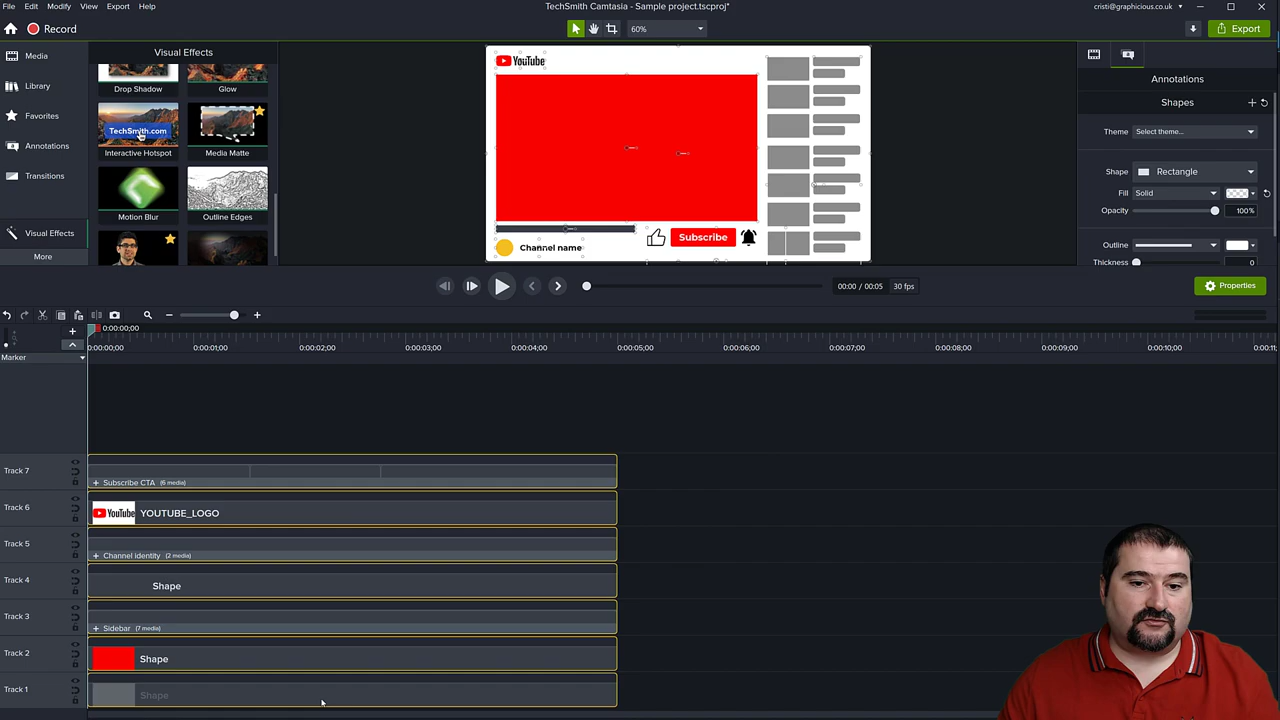 File Edit Modify View Export Help
TechSmith Camtasia - Sample project.tscproj*
cristi@graphicious.co.uk
Record
60%
Export
Media
Library
Favorites
Annotations
Transitions
Visual Effects
More
Visual Effects
Drop Shadow
Glow
TechSmith.com
Interactive Hotspot
Media Matte
Motion Blur
Outline Edges
YouTube
Channel name
Subscribe
Annotations
Shapes
Theme Select theme...
Shape Rectangle
Fill Solid
Opacity 100%
Outline
Thickness 0
00:00 / 00:05 30 fps
Properties
0:00:00;00
Marker
0:00:00;00 0:00:01;00 0:00:02;00 0:00:03;00 0:00:04;00 0:00:05;00 0:00:06;00 0:00:07;00 0:00:08;00 0:00:09;00 0:00:10;00 0:00:11;
Track 7
+ Subscribe CTA (6 media)
Track 6
YouTube YOUTUBE_LOGO
Track 5
+ Channel identity (2 media)
Track 4
Shape
Track 3
+ Sidebar (7 media)
Track 2
Shape
Track 1
Shape